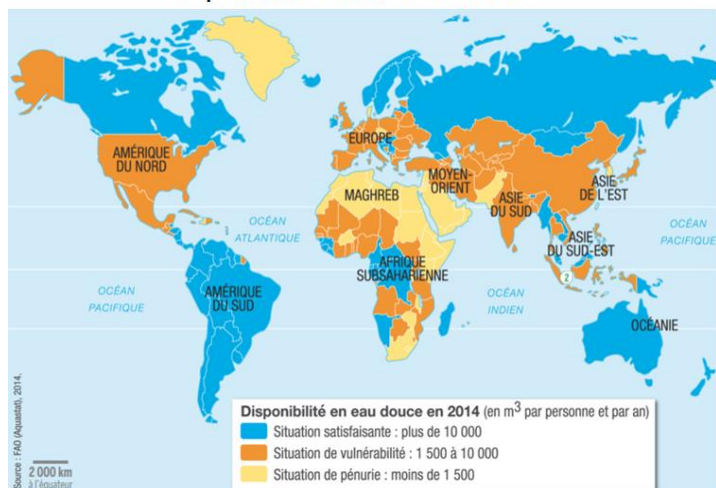 AMÉRIQUE
DU NORD
EUROPE
MOYEN-
ORIENT
MAGHREB
ASIE
DU SUD
ASIE
DE L'EST
ASIE
DU SUD-EST
OCÉAN
ATLANTIQUE
OCÉAN
PACIFIQUE
AFRIQUE
SUBSAHARIENNE
2
AMÉRIQUE
DU SUD
OCÉAN
PACIFIQUE
OCÉAN
INDIEN
OCÉANIE
Disponibilité en eau douce en 2014 (en m³ par personne et par an)
Situation satisfaisante : plus de 10 000
Situation de vulnérabilité : 1 500 à 10 000
Situation de pénurie : moins de 1 500
Source : FAO (Aquastat), 2014.
2 000 km
à l'équateur